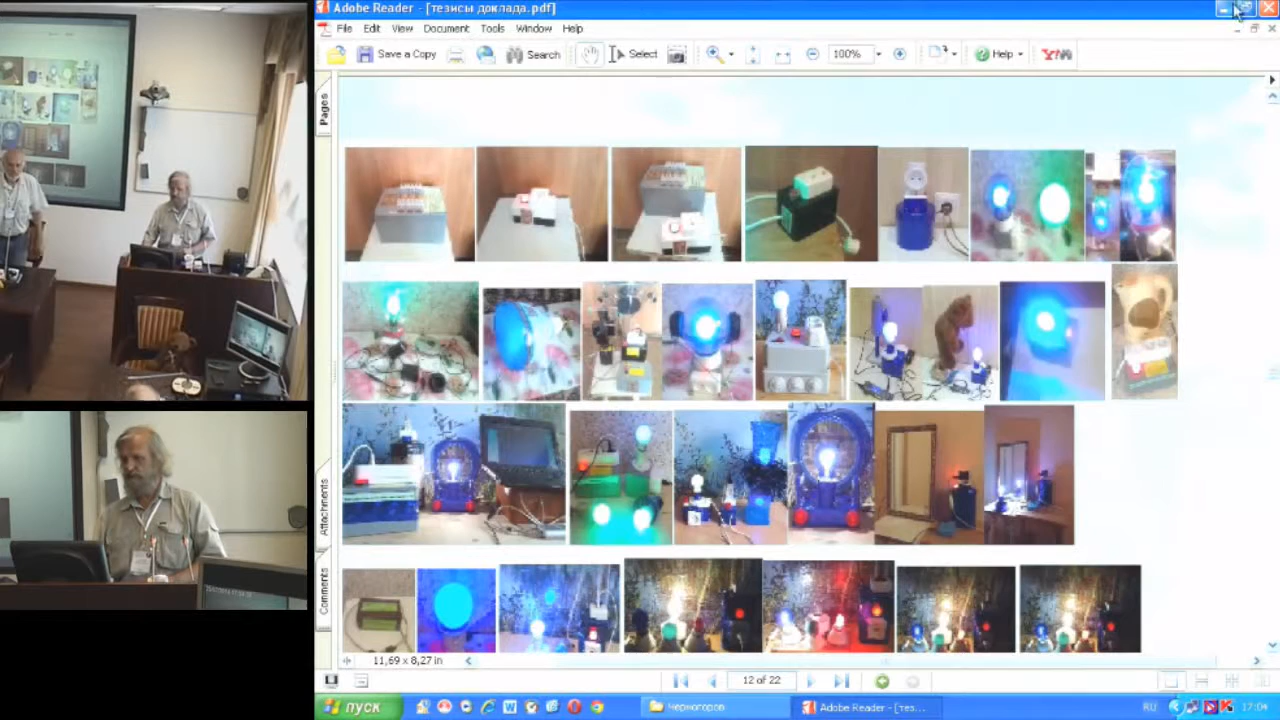 Adobe Reader - [тезисы доклада.pdf]
File Edit View Document Tools Window Help
Save a Copy Search Select 100% Help Y!
Pages
Attachments
Comments
11,69 x 8,27 in
12 of 22
пуск Черногоров Adobe Reader - [тез... RU 17:04